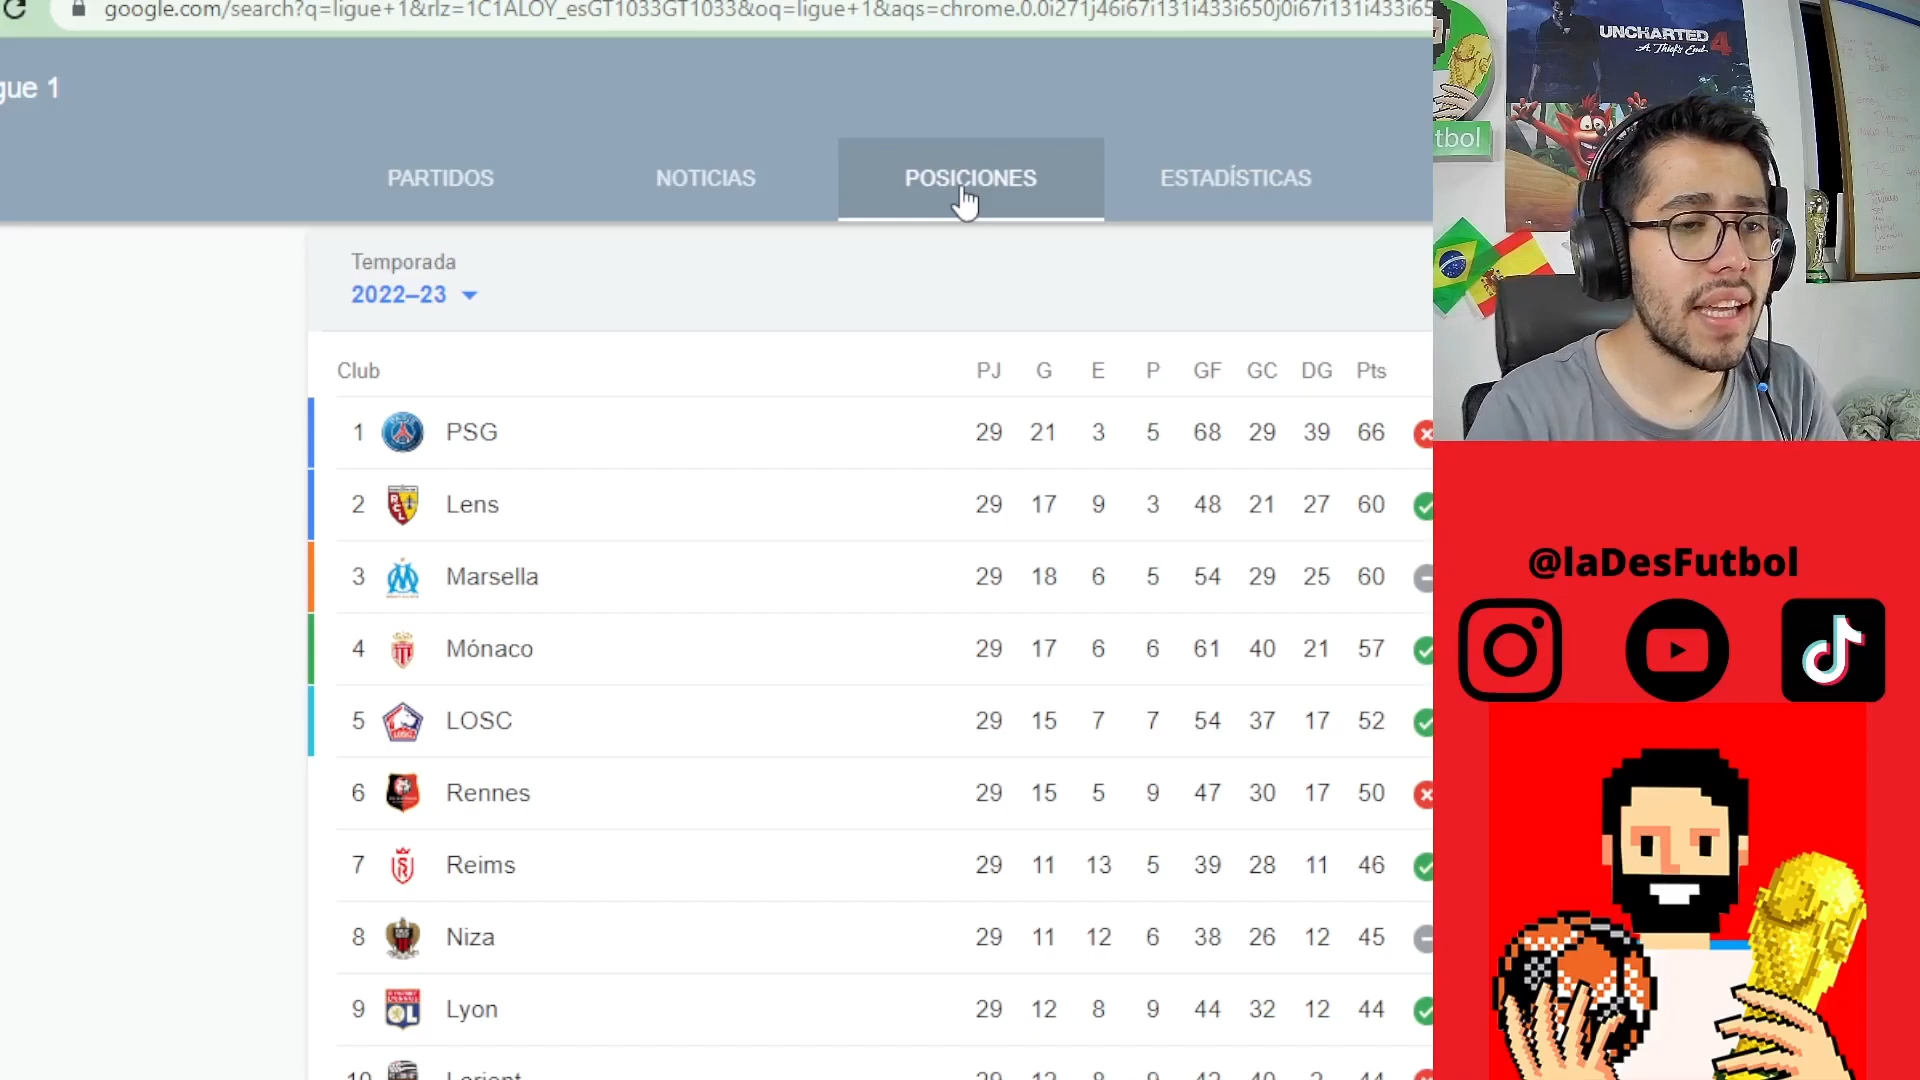 google.com/search?q=ligue+1&rlz=1C1ALOY_esGT1033GT1033&oq=ligue+1&aqs=chrome.0.0i271j46i67i131i433i650j0i67i131i433i65
gue 1
PARTIDOS NOTICIAS POSICIONES ESTADÍSTICAS
Temporada
2022–23
Club PJ G E P GF GC DG Pts
1 PSG 29 21 3 5 68 29 39 66
2 Lens 29 17 9 3 48 21 27 60
3 Marsella 29 18 6 5 54 29 25 60
4 Mónaco 29 17 6 6 61 40 21 57
5 LOSC 29 15 7 7 54 37 17 52
6 Rennes 29 15 5 9 47 30 17 50
7 Reims 29 11 13 5 39 28 11 46
8 Niza 29 11 12 6 38 26 12 45
9 Lyon 29 12 8 9 44 32 12 44
UNCHARTED 4
A Thief's End
tbol
@laDesFutbol